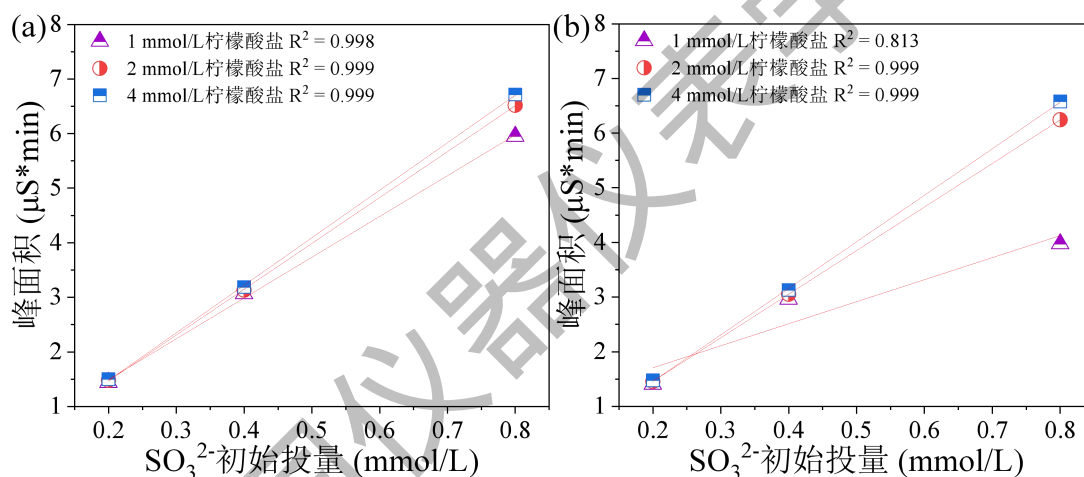 (a)
1 mmol/L柠檬酸盐 R² = 0.998
2 mmol/L柠檬酸盐 R² = 0.999
4 mmol/L柠檬酸盐 R² = 0.999
8
7
6
5
4
3
2
1
峰面积 (μS*min)
0.2 0.3 0.4 0.5 0.6 0.7 0.8
SO₃²⁻初始投量 (mmol/L)
(b)
1 mmol/L柠檬酸盐 R² = 0.813
2 mmol/L柠檬酸盐 R² = 0.999
4 mmol/L柠檬酸盐 R² = 0.999
8
7
6
5
4
3
2
1
峰面积 (μS*min)
0.2 0.3 0.4 0.5 0.6 0.7 0.8
SO₃²⁻初始投量 (mmol/L)
仪器仪表